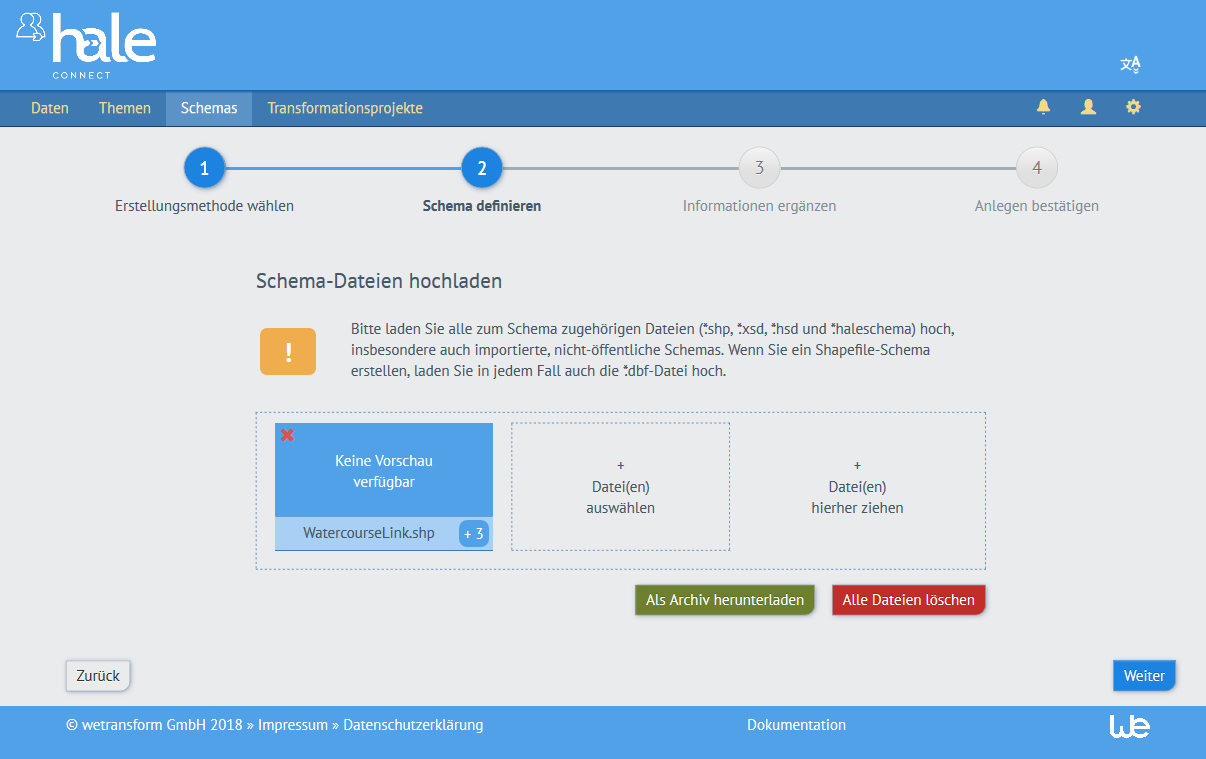 hale
CONNECT
文A
Daten Themen Schemas Transformationsprojekte
1 2 3 4
Erstellungsmethode wählen Schema definieren Informationen ergänzen Anlegen bestätigen
Schema-Dateien hochladen
!
Bitte laden Sie alle zum Schema zugehörigen Dateien (*.shp, *.xsd, *.hsd und *.haleschema) hoch,
insbesondere auch importierte, nicht-öffentliche Schemas. Wenn Sie ein Shapefile-Schema
erstellen, laden Sie in jedem Fall auch die *.dbf-Datei hoch.
Keine Vorschau
verfügbar
WatercourseLink.shp + 3
+
Datei(en)
auswählen
+
Datei(en)
hierher ziehen
Als Archiv herunterladen Alle Dateien löschen
Zurück Weiter
© wetransform GmbH 2018 » Impressum » Datenschutzerklärung Dokumentation we